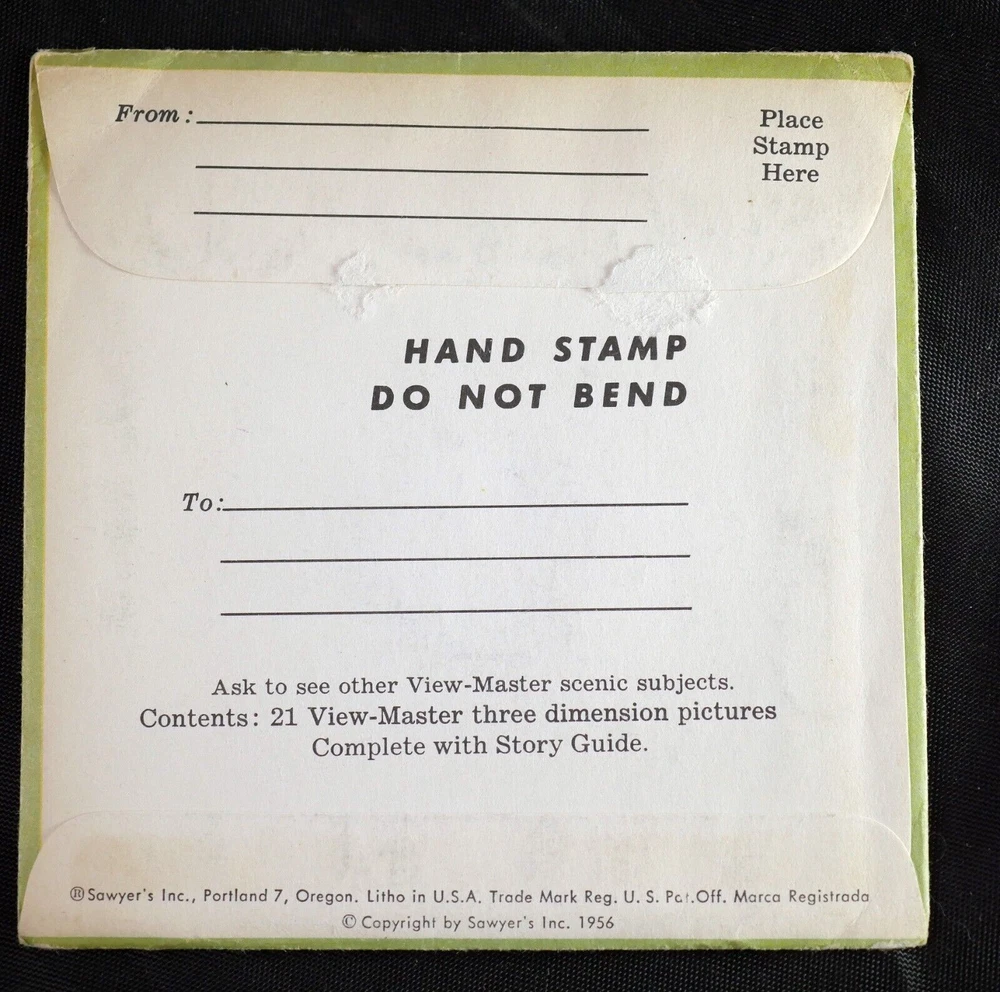 From:
Place
Stamp
Here
HAND STAMP
DO NOT BEND
To:
Ask to see other View-Master scenic subjects.
Contents: 21 View-Master three dimension pictures
Complete with Story Guide.
®Sawyer's Inc., Portland 7, Oregon. Litho in U.S.A. Trade Mark Reg. U. S. Pat.Off. Marca Registrada
© Copyright by Sawyer's Inc. 1956